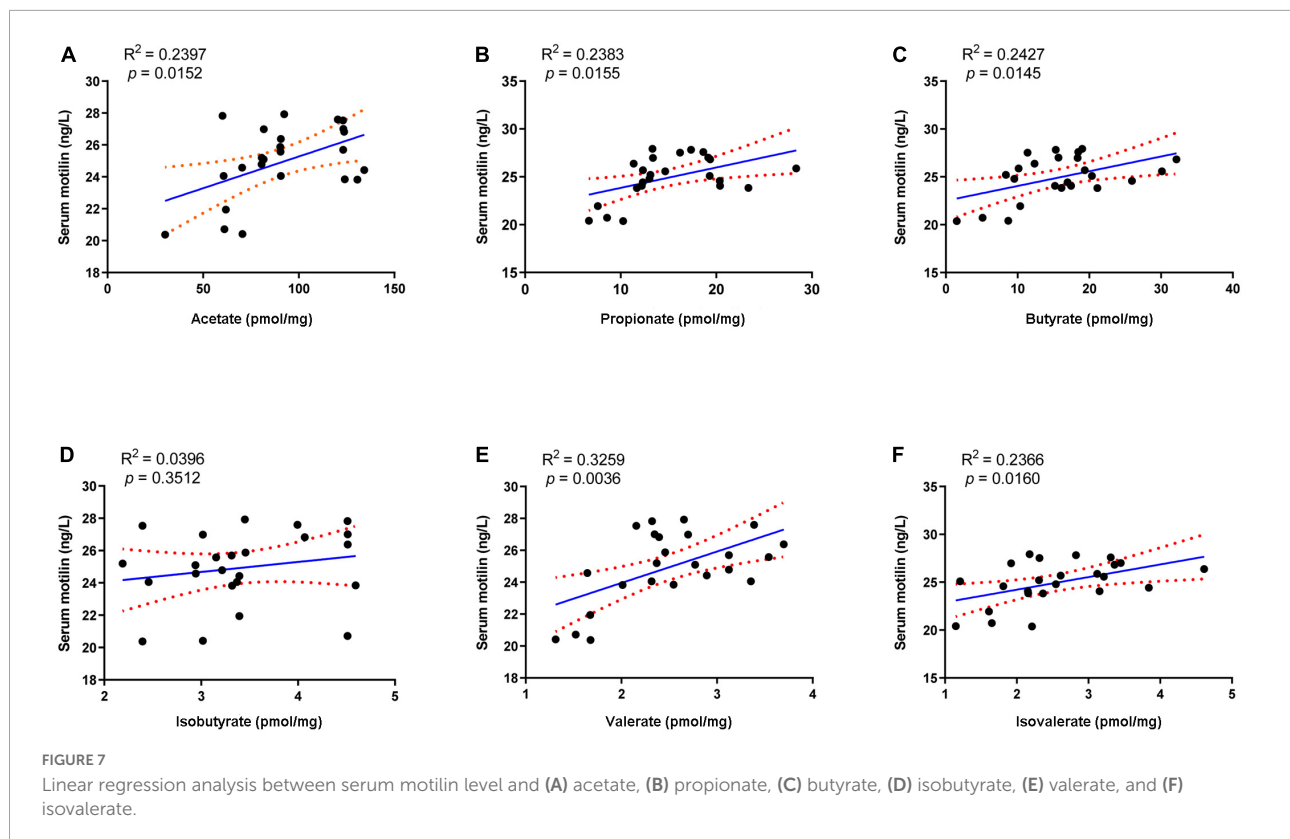 A
R² = 0.2397
p = 0.0152
Serum motilin (ng/L)
30
28
26
24
22
20
18
0
50
100
150
Acetate (pmol/mg)
B
R² = 0.2383
p = 0.0155
Serum motilin (ng/L)
35
30
25
20
15
0
10
20
30
Propionate (pmol/mg)
C
R² = 0.2427
p = 0.0145
Serum motilin (ng/L)
35
30
25
20
15
0
10
20
30
40
Butyrate (pmol/mg)
D
R² = 0.0396
p = 0.3512
Serum motilin (ng/L)
30
28
26
24
22
20
18
2
3
4
5
Isobutyrate (pmol/mg)
E
R² = 0.3259
p = 0.0036
Serum motilin (ng/L)
30
28
26
24
22
20
18
1
2
3
4
Valerate (pmol/mg)
F
R² = 0.2366
p = 0.0160
Serum motilin (ng/L)
35
30
25
20
15
1
2
3
4
5
Isovalerate (pmol/mg)
FIGURE 7
Linear regression analysis between serum motilin level and (A) acetate, (B) propionate, (C) butyrate, (D) isobutyrate, (E) valerate, and (F)
isovalerate.